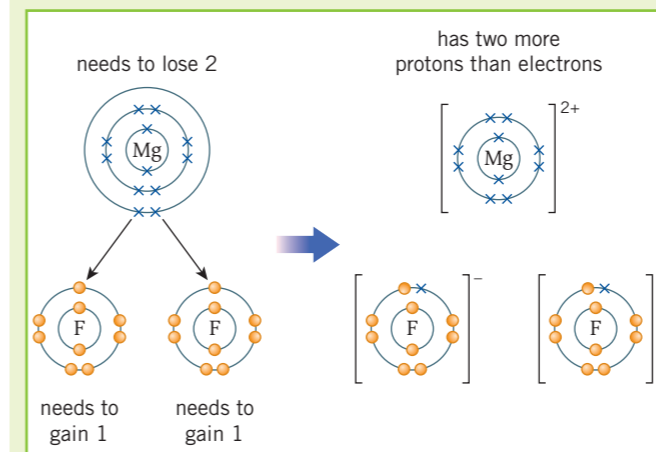 needs to lose 2
has two more
protons than electrons
Mg
Mg
2+
F
F
F
–
F
needs to
gain 1
needs to
gain 1